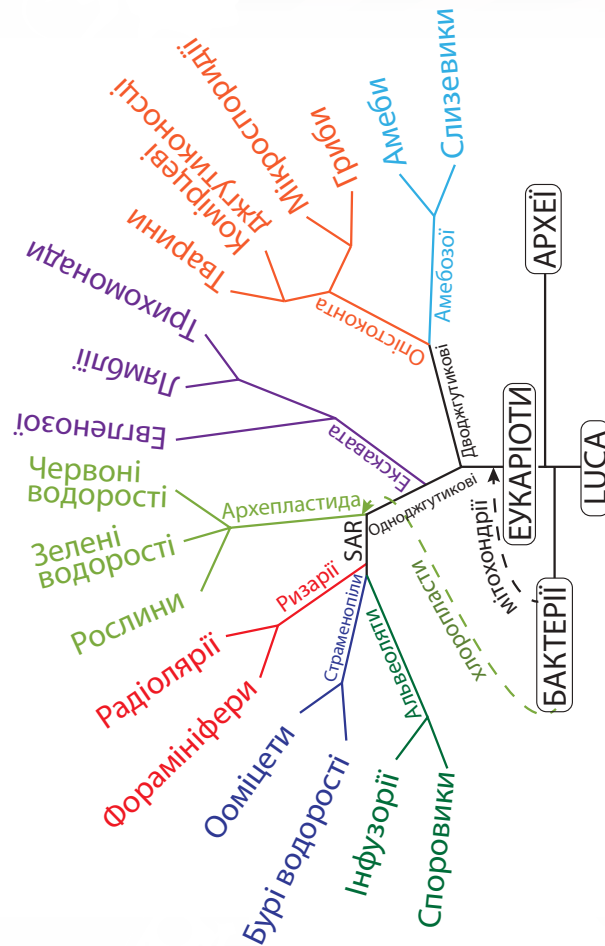 Тварини
Комірцеві
джгутиконосці
Мікроспоридії
Гриби
Амеби
Слизевики
Опістоконта
Амебозої
Трихомонади
Лямблії
Евгленозої
Екскавата
Червоні
водорості
Зелені
водорості
Рослини
Архепластида
Радіолярії
Форамініфери
Ризарії
SAR
Одноджгутикові
Дводжгутикові
Ооміцети
Бурі водорості
Страменопіли
Інфузорії
Споровики
Альвеоляти
хлоропласти
мітохондрії
ЕУКАРІОТИ
АРХЕЇ
БАКТЕРІЇ
LUCA